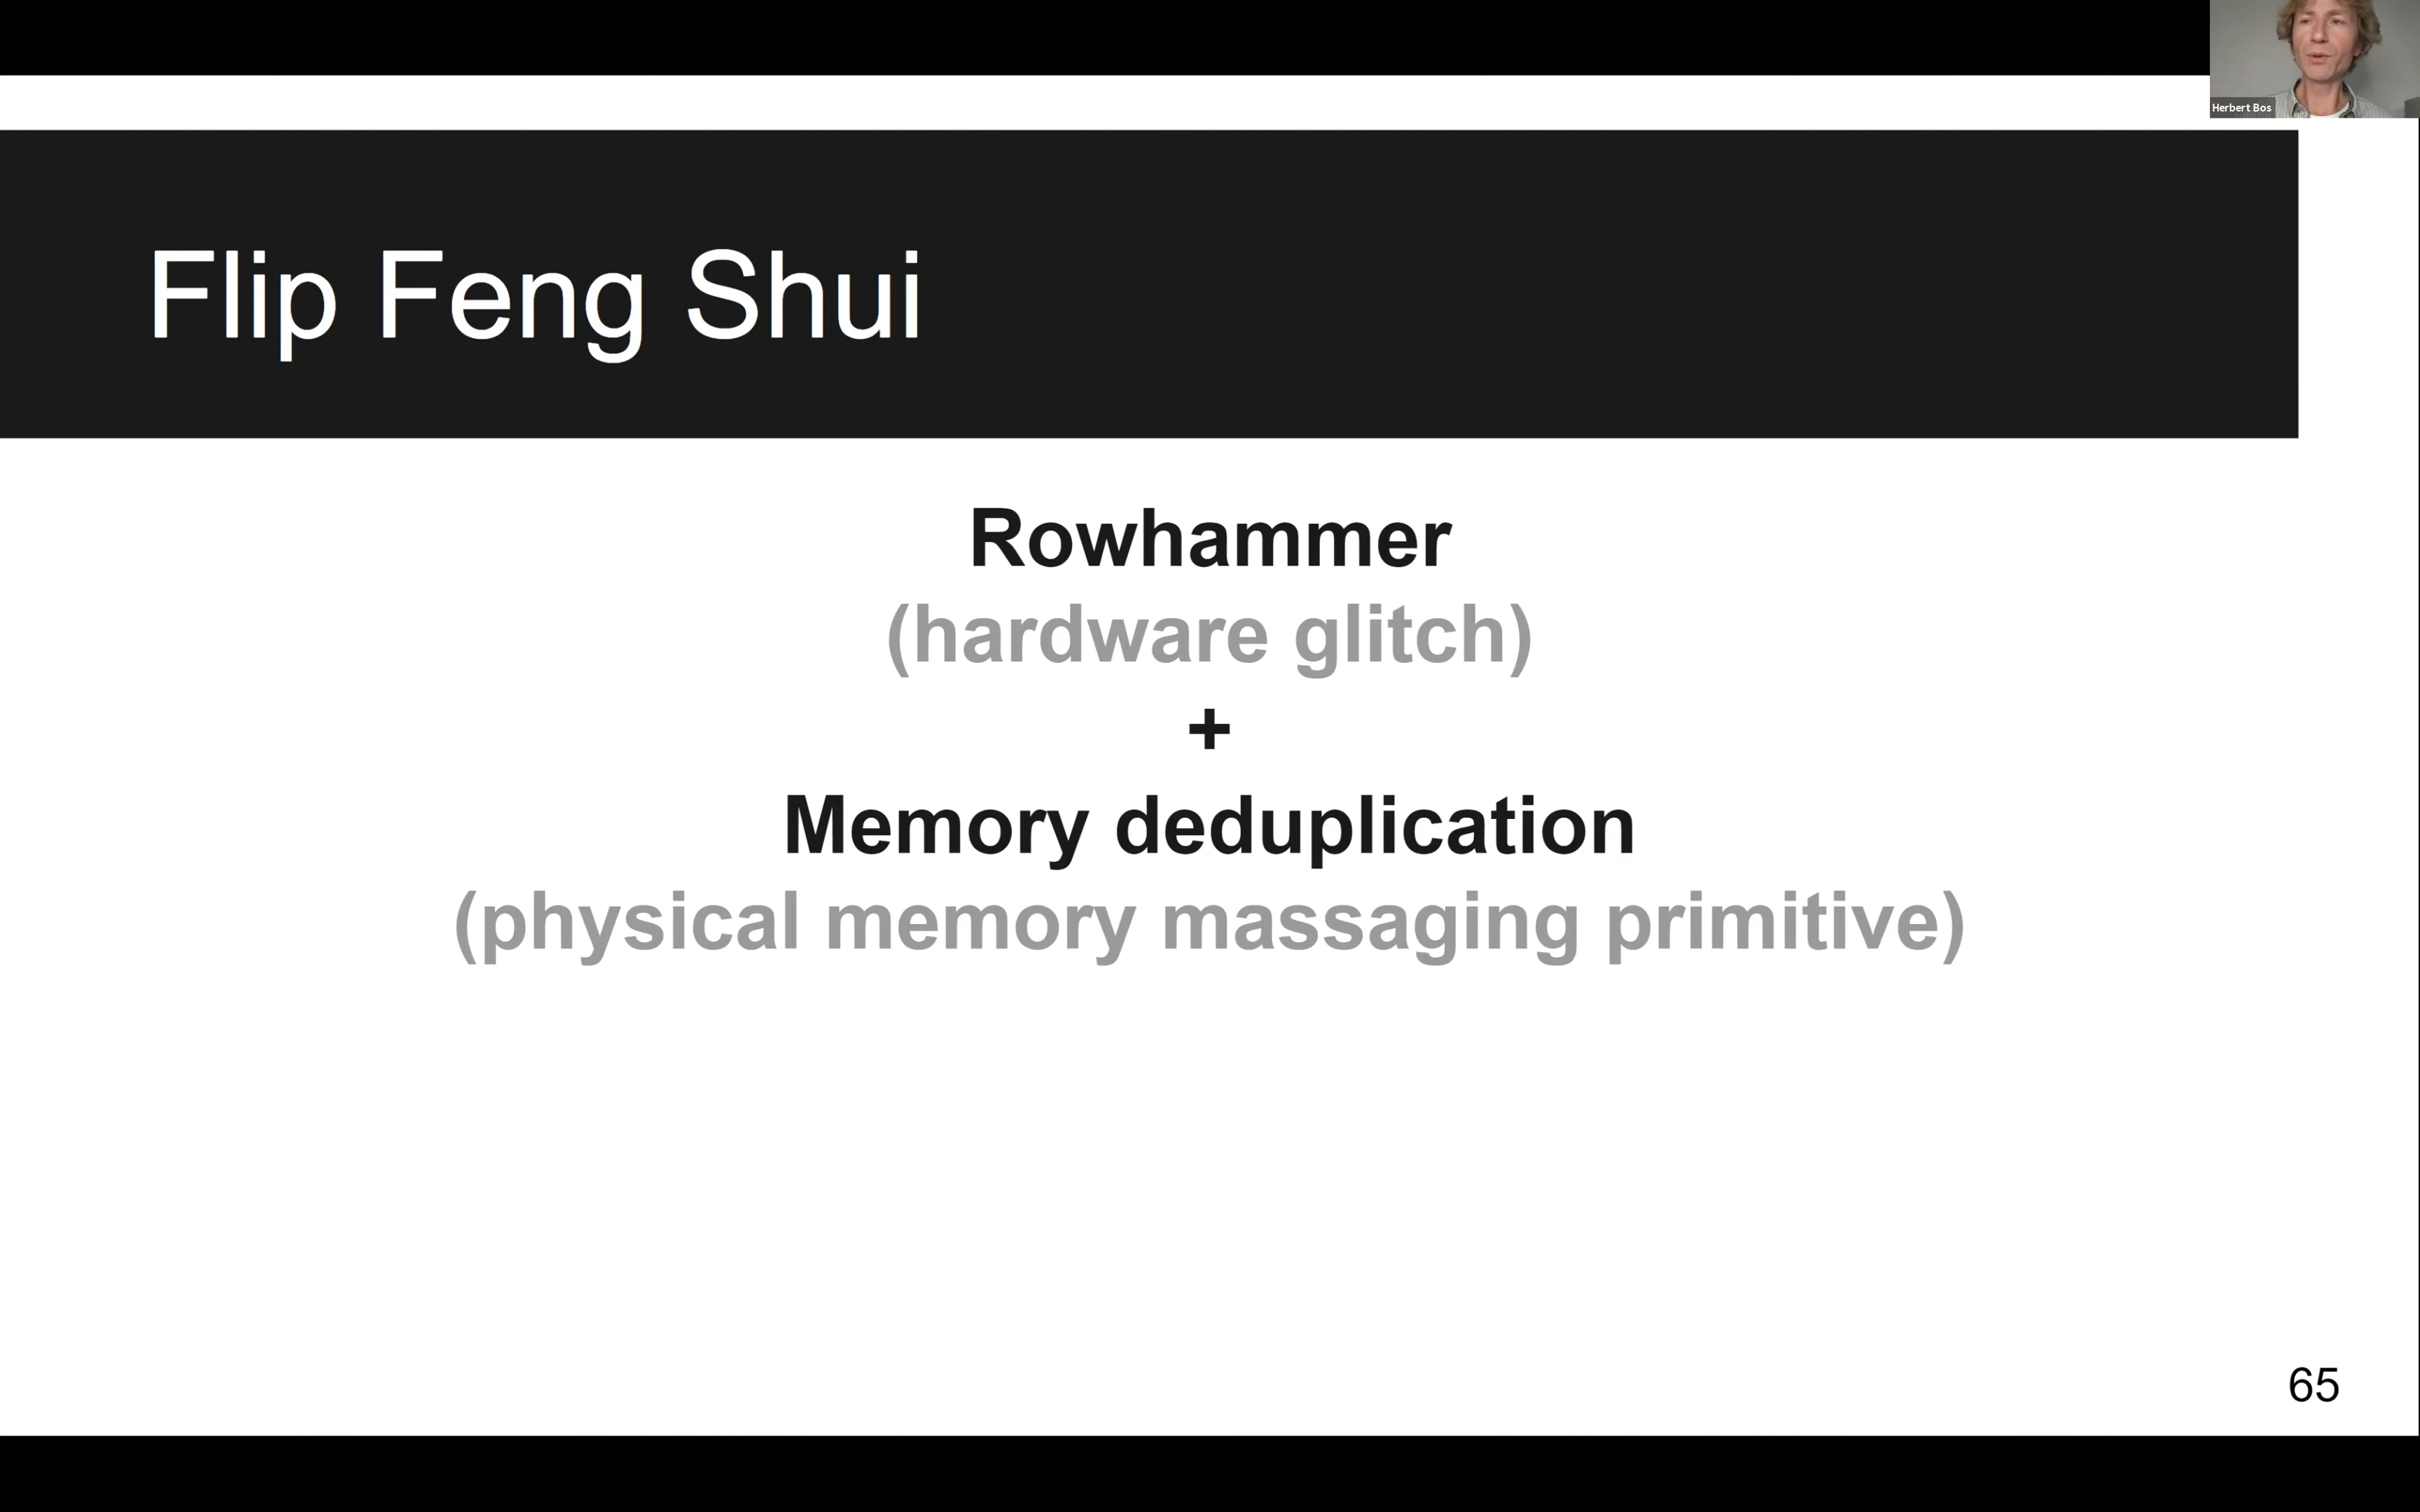 Herbert Bos
Flip Feng Shui
Rowhammer
(hardware glitch)
+
Memory deduplication
(physical memory massaging primitive)
65